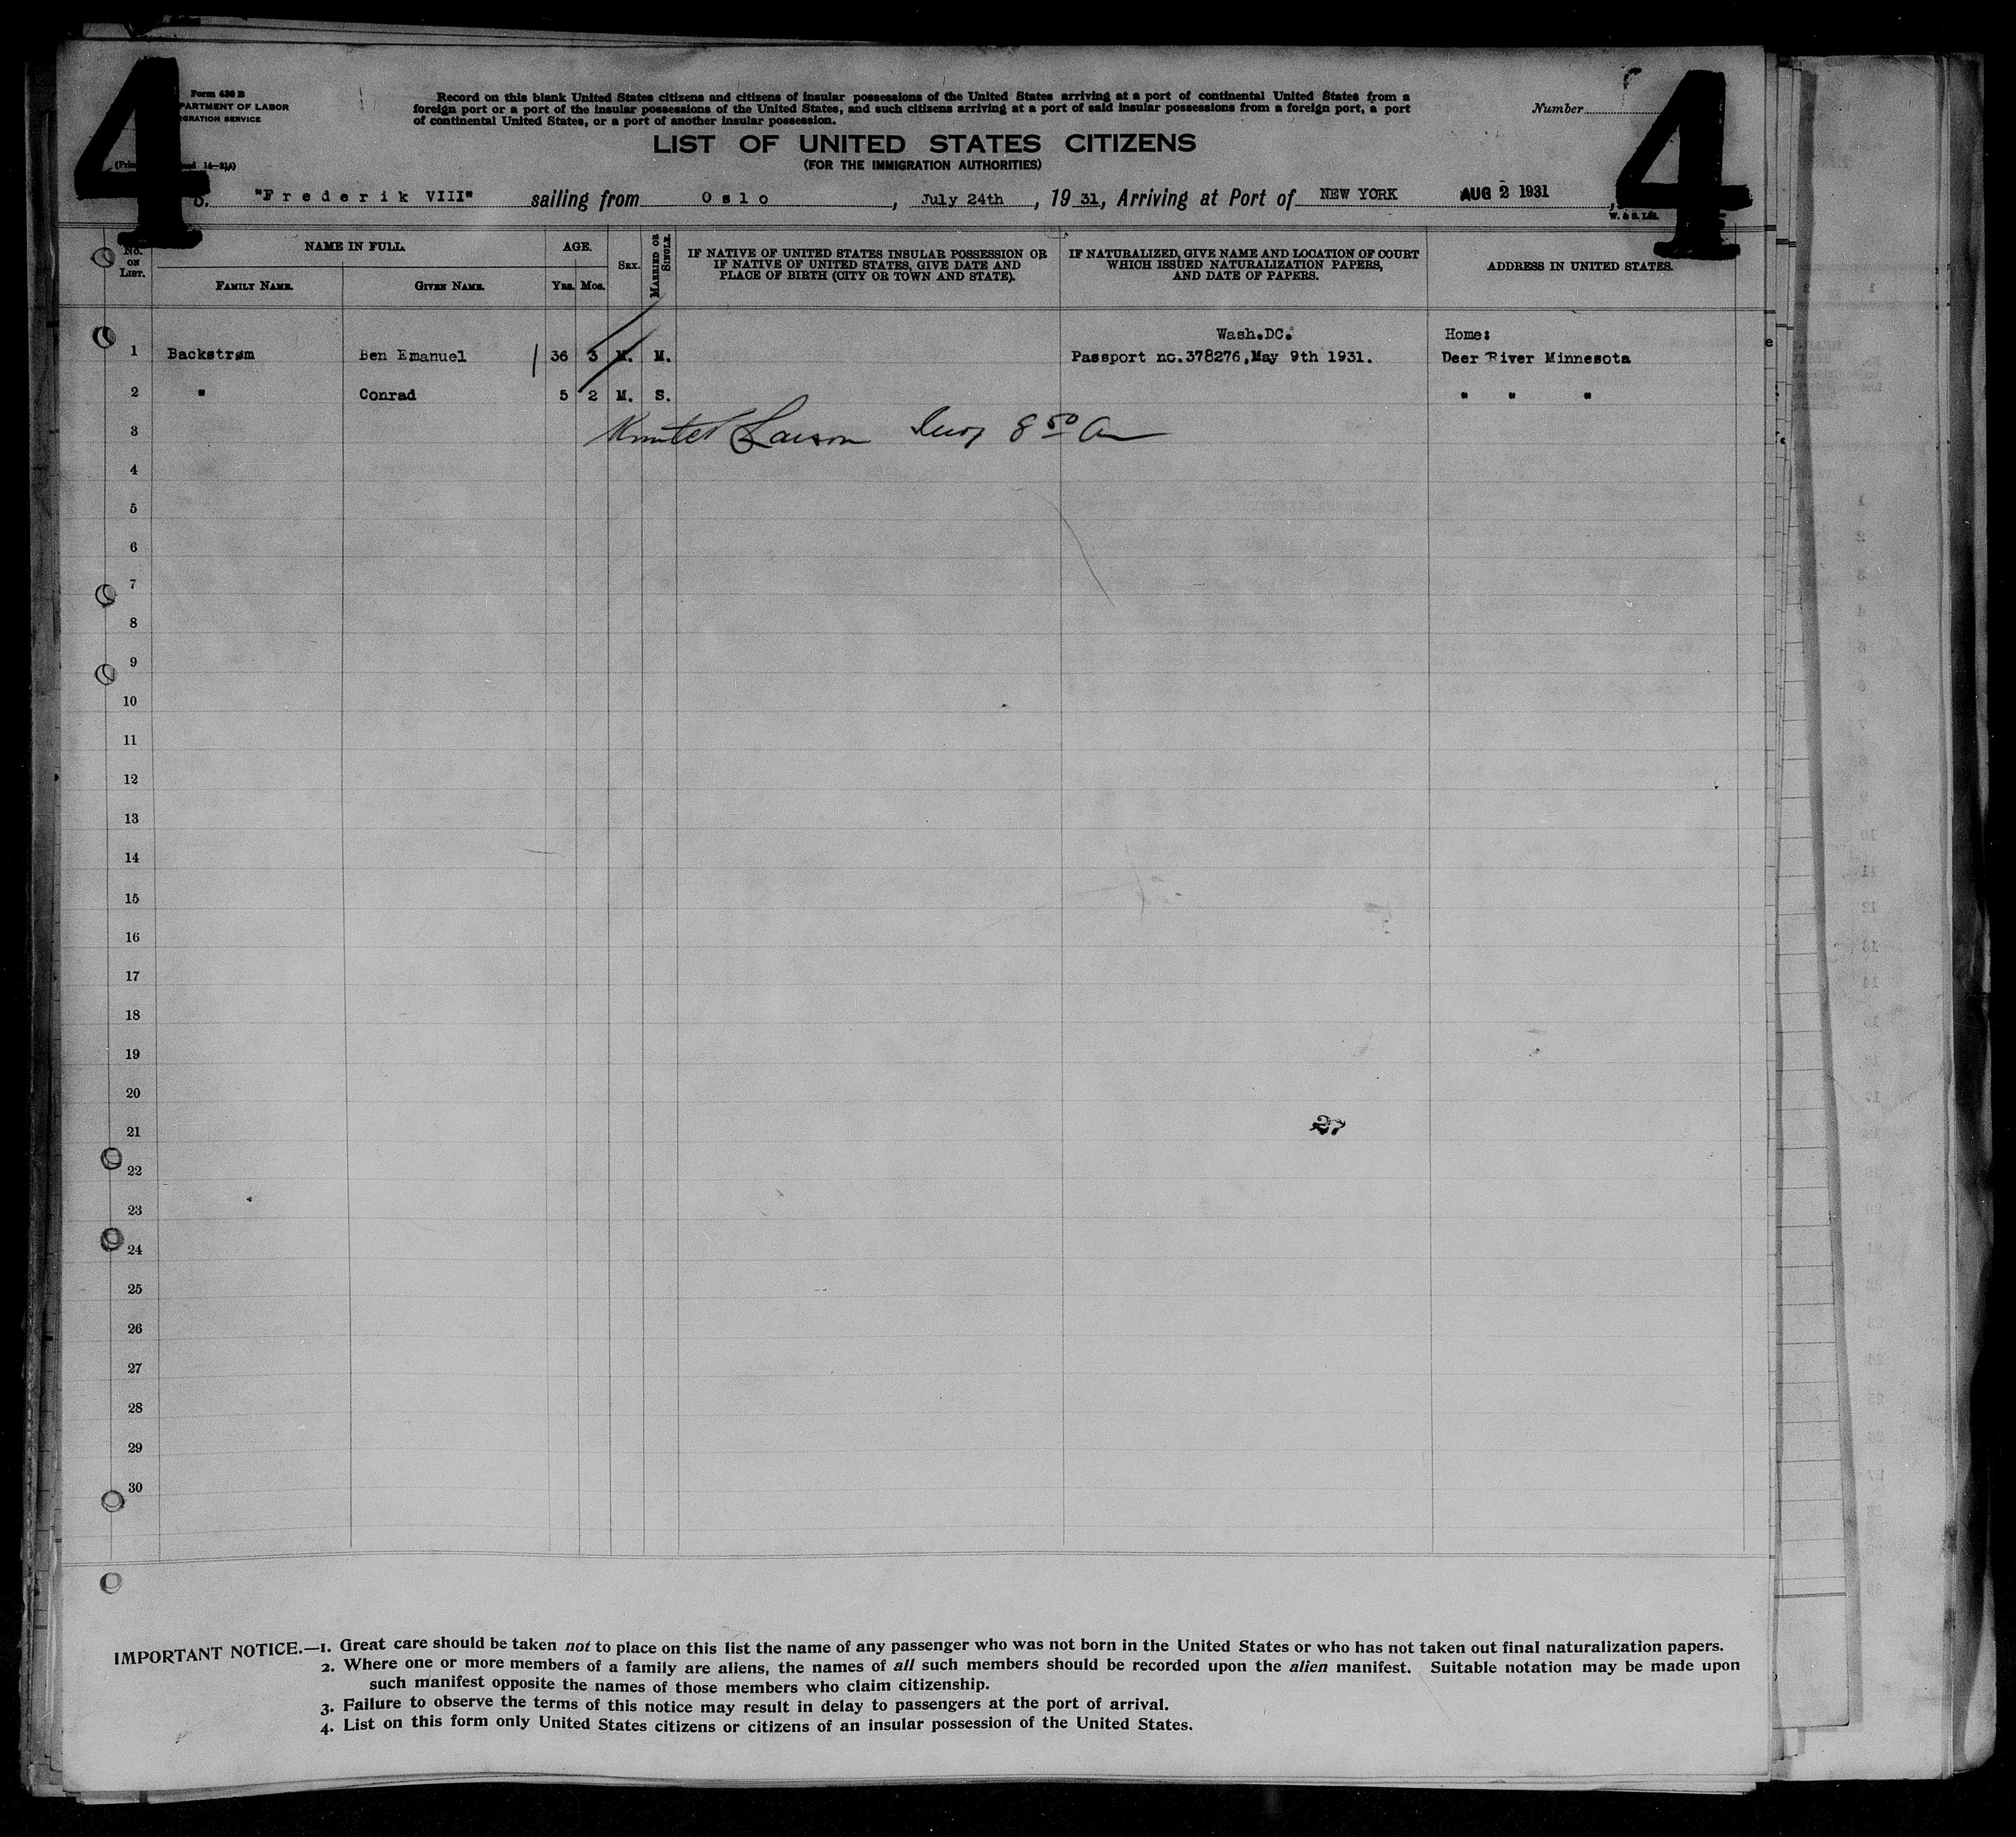 4
4
Form 630 B
PARTMENT OF LABOR
IGRATION SERVICE
Record on this blank United States citizens and citizens of insular possessions of the United States arriving at a port of continental United States from a
foreign port or a port of the insular possessions of the United States, and such citizens arriving at a port of said insular possessions from a foreign port, a port
of continental United States, or a port of another insular possession.
Number
LIST OF UNITED STATES CITIZENS
(FOR THE IMMIGRATION AUTHORITIES)
S. "Frederik VIII" sailing from Oslo, July 24th, 1931, Arriving at Port of NEW YORK AUG 2 1931
No. ON LIST.
NAME IN FULL.
FAMILY NAME.
GIVEN NAME.
AGE.
YRS.
MOS.
SEX.
MARRIED OR SINGLE.
IF NATIVE OF UNITED STATES INSULAR POSSESSION OR
IF NATIVE OF UNITED STATES, GIVE DATE AND
PLACE OF BIRTH (CITY OR TOWN AND STATE).
IF NATURALIZED, GIVE NAME AND LOCATION OF COURT
WHICH ISSUED NATURALIZATION PAPERS,
AND DATE OF PAPERS.
ADDRESS IN UNITED STATES.
Wash.DC. Home:
1 Backstrøm Ben Emanuel 36 3 M. M. Passport no.378276,May 9th 1931. Deer River Minnesota
2 " Conrad 5 2 M. S. " " "
3 8 50 A
4
5
6
7
8
9
10
11
12
13
14
15
16
17
18
19
20
21 27
22
23
24
25
26
27
28
29
30
IMPORTANT NOTICE.—1. Great care should be taken not to place on this list the name of any passenger who was not born in the United States or who has not taken out final naturalization papers.
2. Where one or more members of a family are aliens, the names of all such members should be recorded upon the alien manifest. Suitable notation may be made upon
such manifest opposite the names of those members who claim citizenship.
3. Failure to observe the terms of this notice may result in delay to passengers at the port of arrival.
4. List on this form only United States citizens or citizens of an insular possession of the United States.